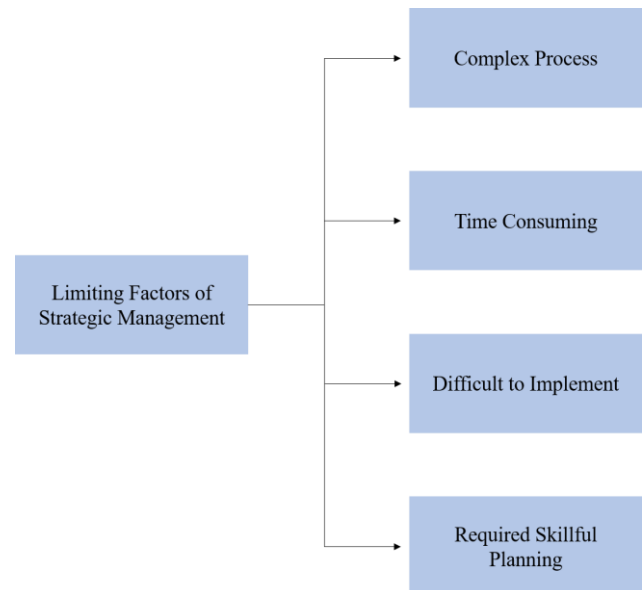 Complex Process
Time Consuming
Limiting Factors of
Strategic Management
Difficult to Implement
Required Skillful
Planning